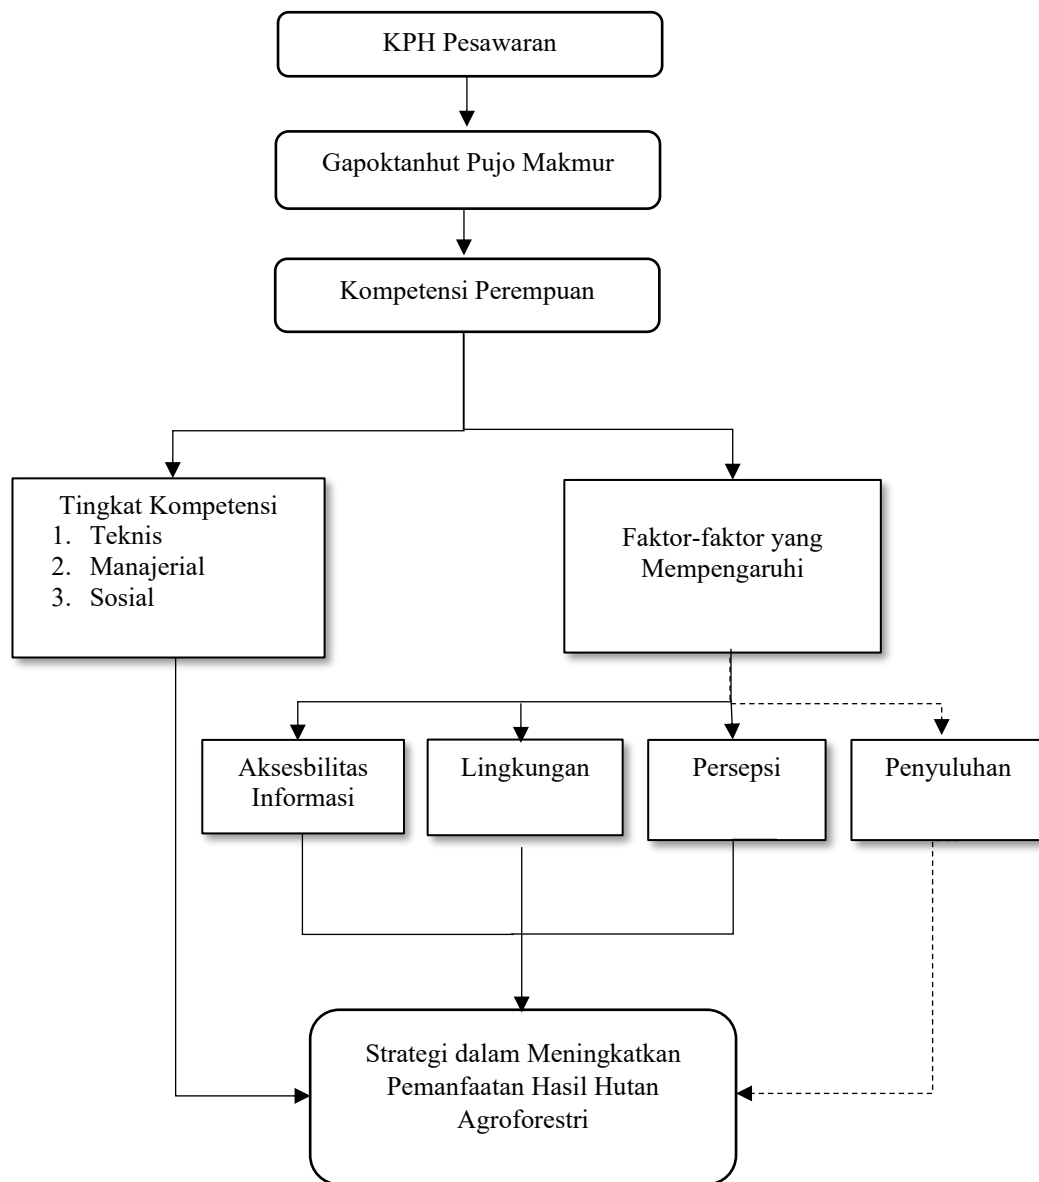 KPH Pesawaran
Gapoktanhut Pujo Makmur
Kompetensi Perempuan
Tingkat Kompetensi
1. Teknis
2. Manajerial
3. Sosial
Faktor-faktor yang
Mempengaruhi
Aksesbilitas
Informasi
Lingkungan
Persepsi
Penyuluhan
Strategi dalam Meningkatkan
Pemanfaatan Hasil Hutan
Agroforestri